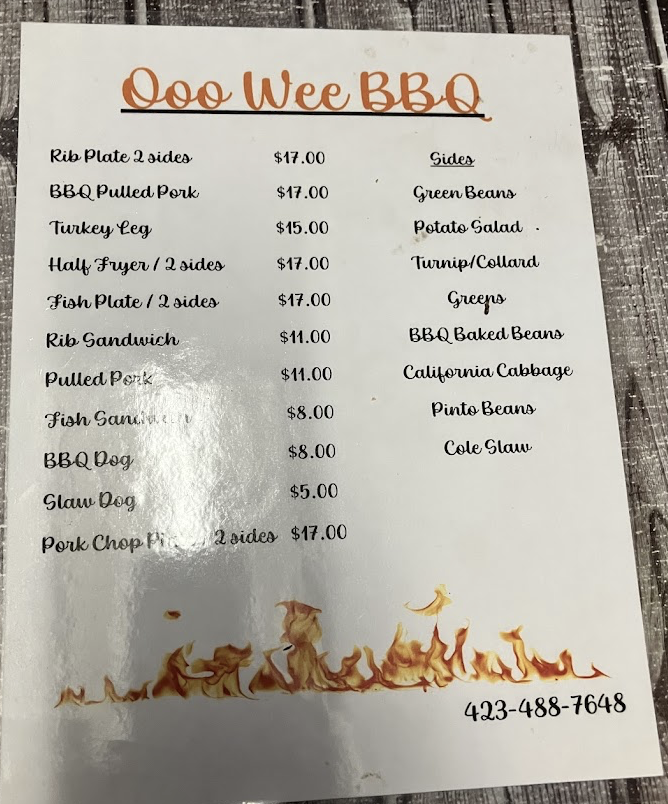 Ooo Wee BBQ
Rib Plate 2 sides $17.00
BBQ Pulled Pork $17.00
Turkey Leg $15.00
Half Fryer / 2 sides $17.00
Fish Plate / 2 sides $17.00
Rib Sandwich $11.00
Pulled Pork $11.00
Fish $8.00
BBQ Dog $8.00
Slaw Dog $5.00
Pork Chop 2 sides $17.00
Sides
Green Beans
Potato Salad
Turnip/Collard
Greens
BBQ Baked Beans
California Cabbage
Pinto Beans
Cole Slaw
423-488-7648